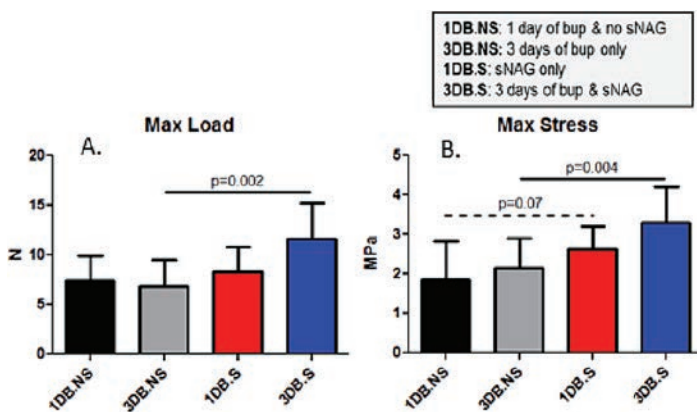 1DB.NS: 1 day of bup & no sNAG
3DB.NS: 3 days of bup only
1DB.S: sNAG only
3DB.S: 3 days of bup & sNAG
Max Load
A.
20
15
10
5
0
N
p=0.002
1DB.NS
3DB.NS
1DB.S
3DB.S
Max Stress
B.
5
4
3
2
1
0
MPa
p=0.004
p=0.07
1DB.NS
3DB.NS
1DB.S
3DB.S